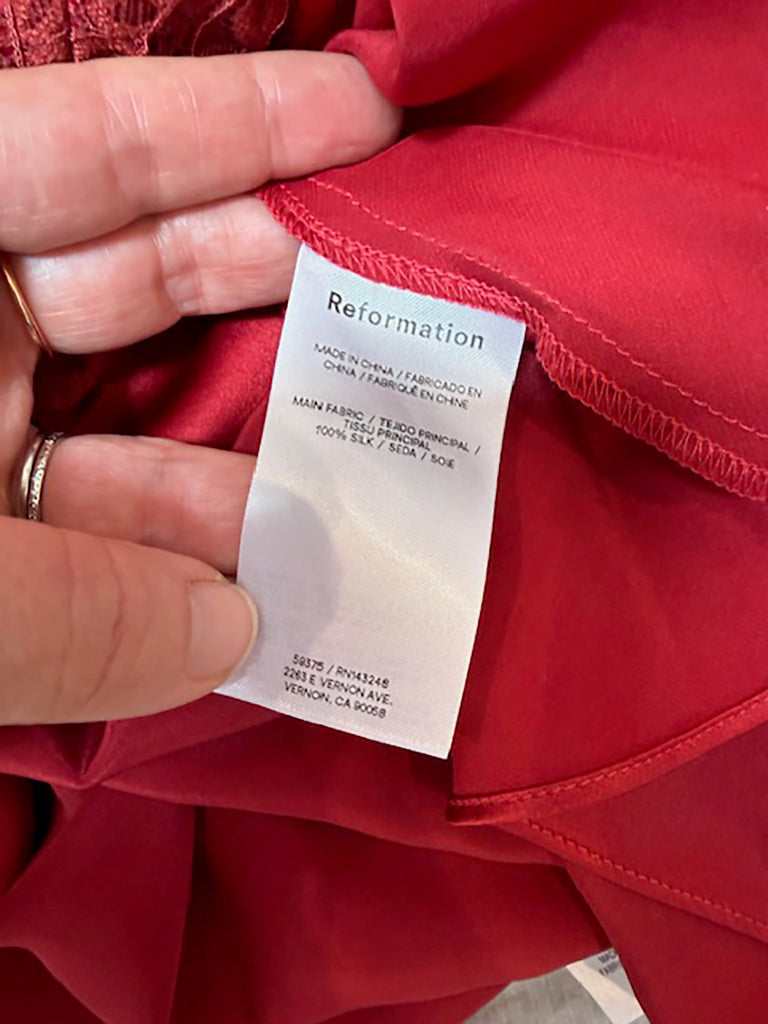 Reformation
MADE IN CHINA / FABRICADO EN
CHINA / FABRIQUÉ EN CHINE
MAIN FABRIC / TEJIDO PRINCIPAL /
TISSU PRINCIPAL
100% SILK / SEDA / SOIE
59375 / RN143248
2263 E VERNON AVE.
VERNON, CA 90058